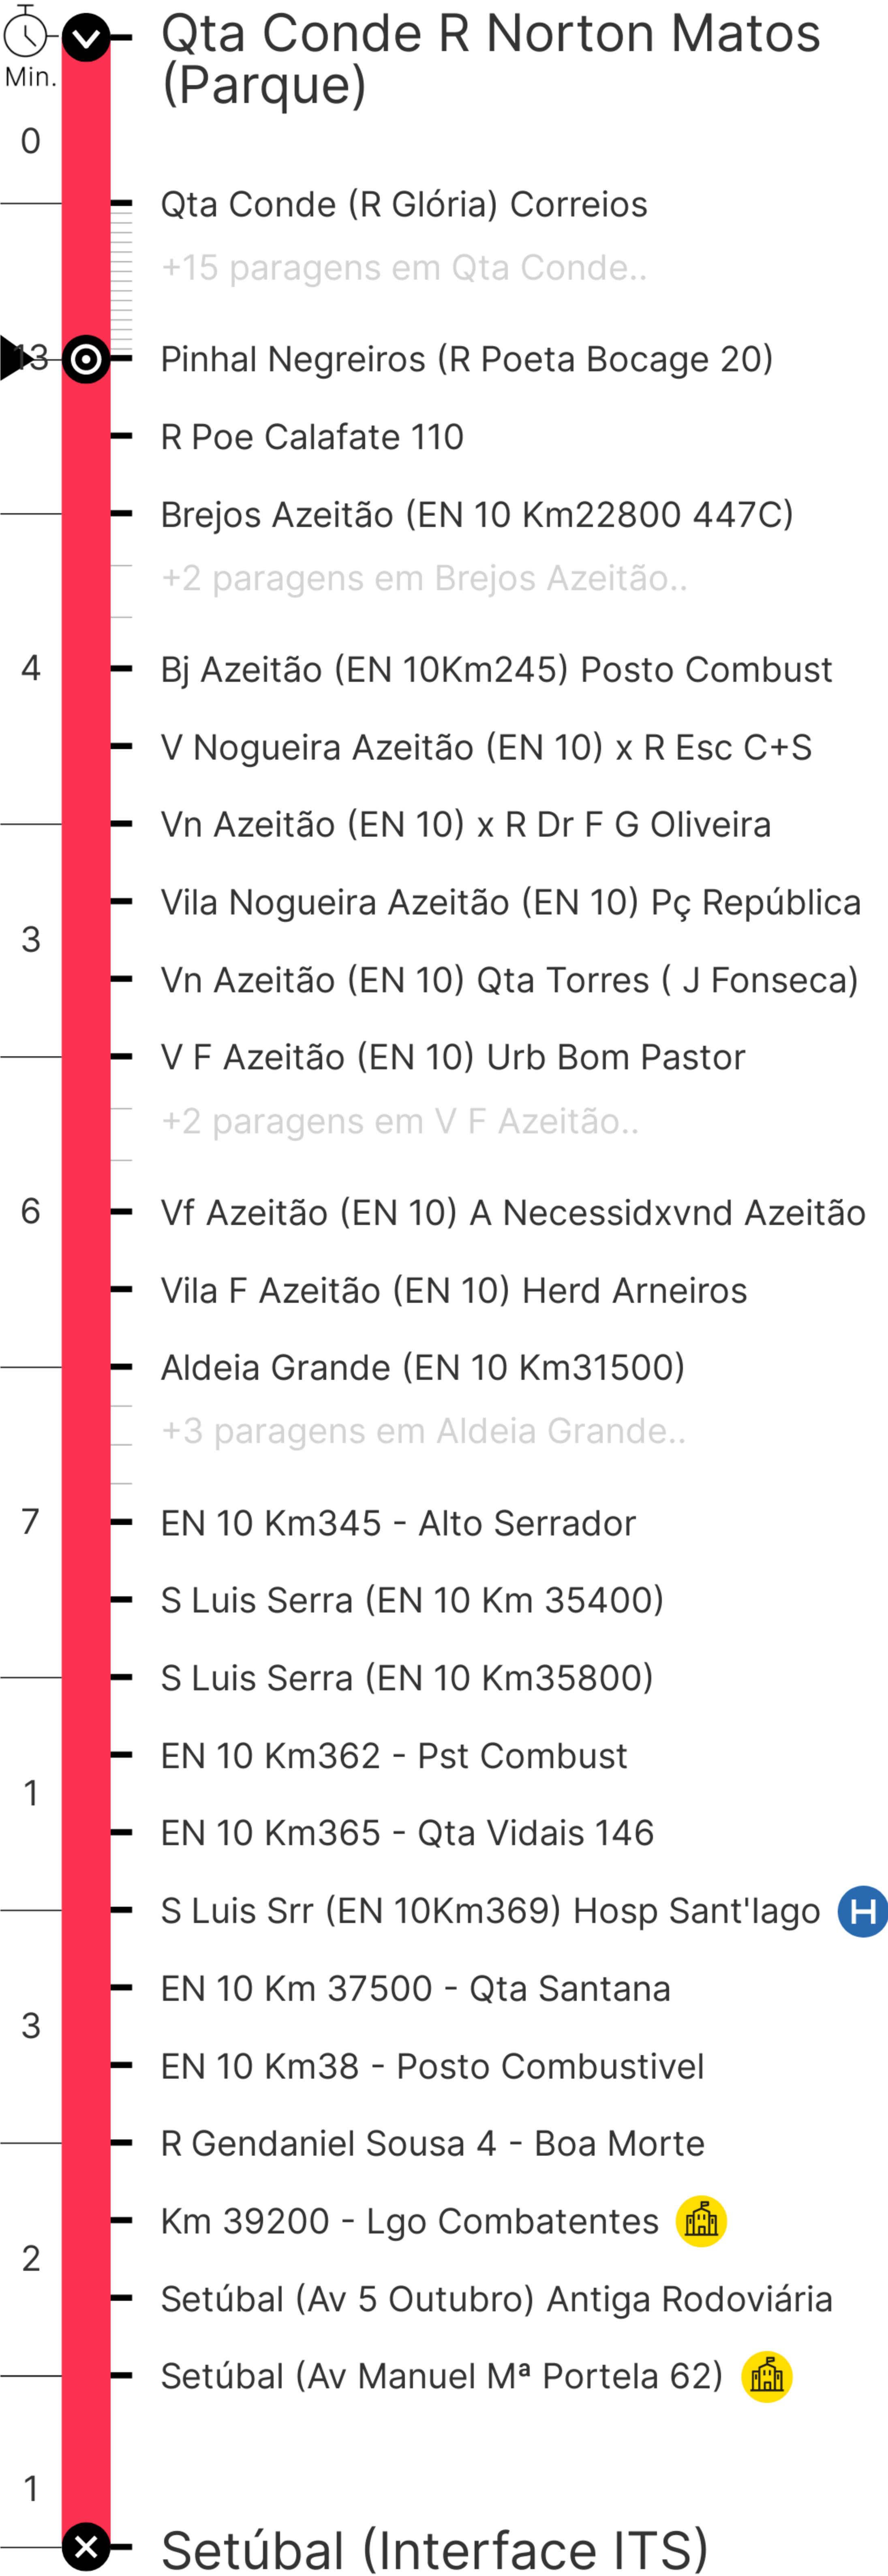 Qta Conde R Norton Matos
(Parque)
Min.
0
Qta Conde (R Glória) Correios
+15 paragens em Qta Conde..
13
Pinhal Negreiros (R Poeta Bocage 20)
R Poe Calafate 110
Brejos Azeitão (EN 10 Km22800 447C)
+2 paragens em Brejos Azeitão..
4
Bj Azeitão (EN 10Km245) Posto Combust
V Nogueira Azeitão (EN 10) x R Esc C+S
Vn Azeitão (EN 10) x R Dr F G Oliveira
Vila Nogueira Azeitão (EN 10) Pç República
3
Vn Azeitão (EN 10) Qta Torres ( J Fonseca)
V F Azeitão (EN 10) Urb Bom Pastor
+2 paragens em V F Azeitão..
6
Vf Azeitão (EN 10) A Necessidxvnd Azeitão
Vila F Azeitão (EN 10) Herd Arneiros
Aldeia Grande (EN 10 Km31500)
+3 paragens em Aldeia Grande..
7
EN 10 Km345 - Alto Serrador
S Luis Serra (EN 10 Km 35400)
S Luis Serra (EN 10 Km35800)
EN 10 Km362 - Pst Combust
1
EN 10 Km365 - Qta Vidais 146
S Luis Srr (EN 10Km369) Hosp Sant'lago H
EN 10 Km 37500 - Qta Santana
3
EN 10 Km38 - Posto Combustivel
R Gendaniel Sousa 4 - Boa Morte
Km 39200 - Lgo Combatentes
2
Setúbal (Av 5 Outubro) Antiga Rodoviária
Setúbal (Av Manuel Mª Portela 62)
1
Setúbal (Interface ITS)